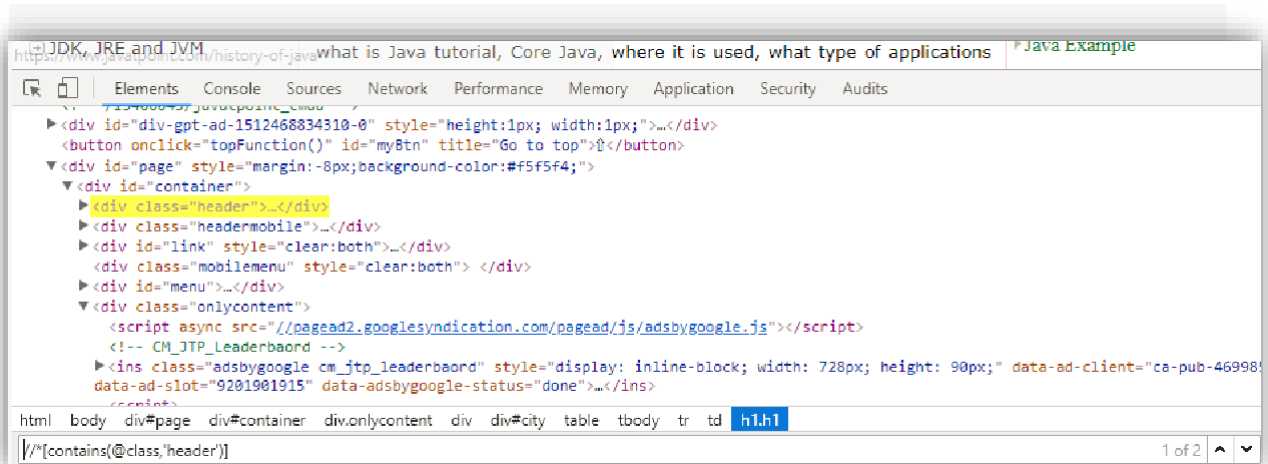 JDK, JRE and JVM
https://www.javatpoint.com/history-of-java
what is Java tutorial, Core Java, where it is used, what type of applications
Java Example
Elements Console Sources Network Performance Memory Application Security Audits
<div id="div-gpt-ad-1512468834310-0" style="height:1px; width:1px;">…</div>
<button onclick="topFunction()" id="myBtn" title="Go to top">⇧</button>
<div id="page" style="margin:-8px;background-color:#f5f5f4;">
<div id="container">
<div class="header">…</div>
<div class="headermobile">…</div>
<div id="link" style="clear:both">…</div>
<div class="mobilemenu" style="clear:both"> </div>
<div id="menu">…</div>
<div class="onlycontent">
<script async src="//pagead2.googlesyndication.com/pagead/js/adsbygoogle.js"></script>
<!-- CM_JTP_Leaderbaord -->
<ins class="adsbygoogle cm_jtp_leaderbaord" style="display: inline-block; width: 728px; height: 90px;" data-ad-client="ca-pub-46998
data-ad-slot="9201901915" data-adsbygoogle-status="done">…</ins>
<script>
html body div#page div#container div.onlycontent div div#city table tbody tr td h1.h1
//*[contains(@class,'header')]
1 of 2